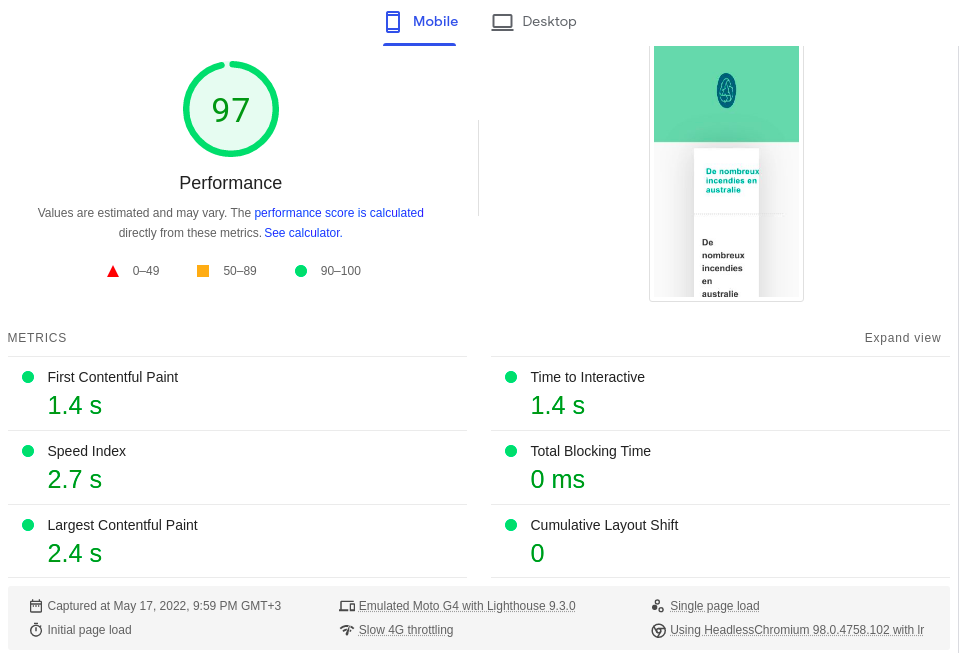 Mobile
Desktop
97
Performance
Values are estimated and may vary. The performance score is calculated
directly from these metrics. See calculator.
0–49
50–89
90–100
De nombreux
incendies en
australie
De
nombreux
incendies
en
australie
METRICS
Expand view
First Contentful Paint
1.4 s
Time to Interactive
1.4 s
Speed Index
2.7 s
Total Blocking Time
0 ms
Largest Contentful Paint
2.4 s
Cumulative Layout Shift
0
Captured at May 17, 2022, 9:59 PM GMT+3
Emulated Moto G4 with Lighthouse 9.3.0
Single page load
Initial page load
Slow 4G throttling
Using HeadlessChromium 98.0.4758.102 with lr